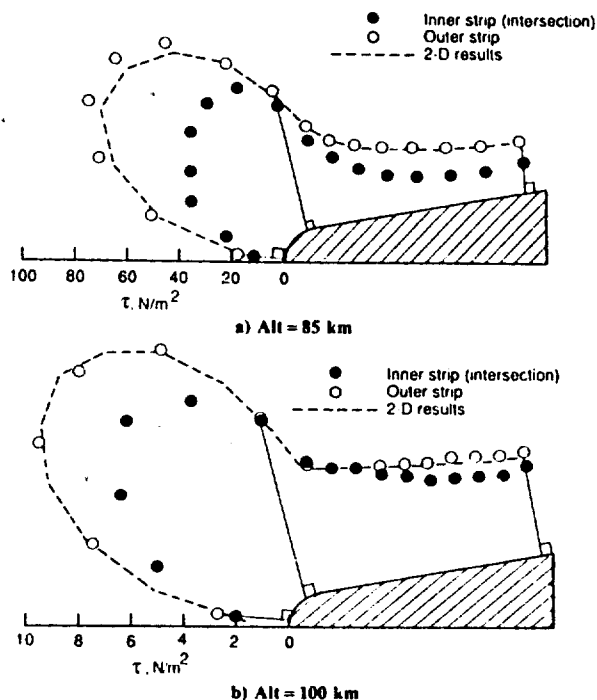 Inner strip (intersection)
Outer strip
2-D results
100 80 60 40 20 0
τ, N/m²
a) Alt = 85 km
Inner strip (intersection)
Outer strip
2 D results
10 8 6 4 2 0
τ, N/m²
b) Alt = 100 km